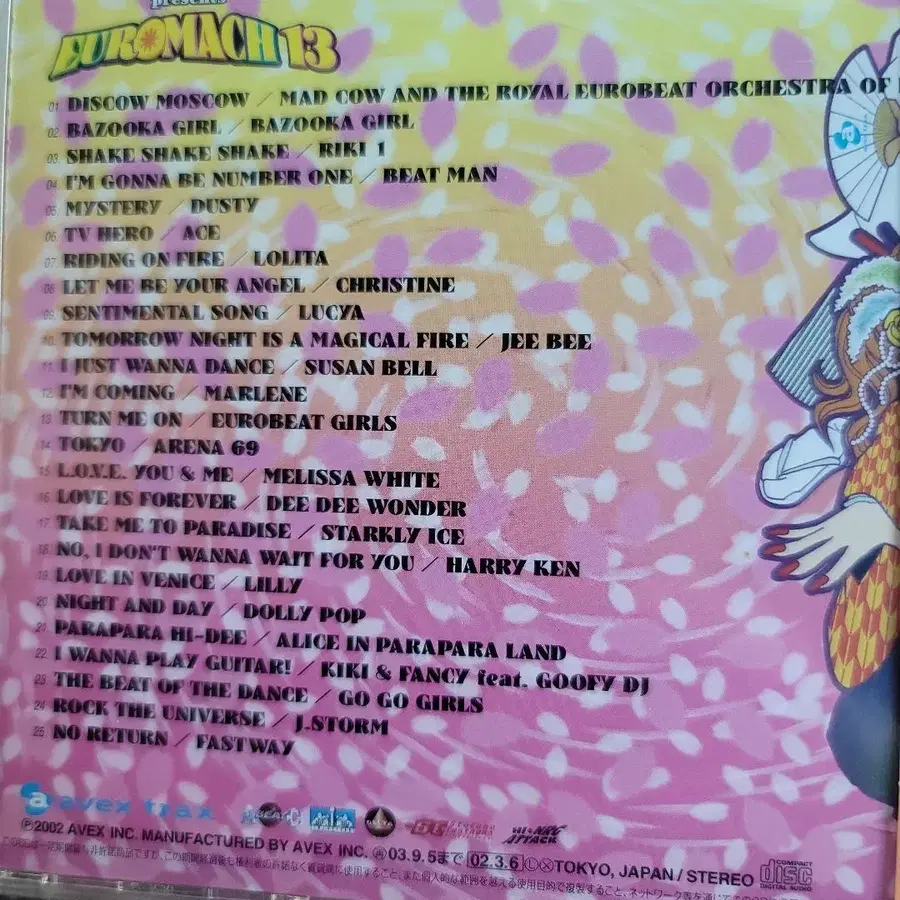 presents
EUROMACH 13
01 DISCOW MOSCOW / MAD COW AND THE ROYAL EUROBEAT ORCHESTRA OF
02 BAZOOKA GIRL / BAZOOKA GIRL
03 SHAKE SHAKE SHAKE / RIKI 1
04 I'M GONNA BE NUMBER ONE / BEAT MAN
05 MYSTERY / DUSTY
06 TV HERO / ACE
07 RIDING ON FIRE / LOLITA
08 LET ME BE YOUR ANGEL / CHRISTINE
09 SENTIMENTAL SONG / LUCYA
10 TOMORROW NIGHT IS A MAGICAL FIRE / JEE BEE
11 I JUST WANNA DANCE / SUSAN BELL
12 I'M COMING / MARLENE
13 TURN ME ON / EUROBEAT GIRLS
14 TOKYO / ARENA 69
15 L.O.V.E. YOU & ME / MELISSA WHITE
16 LOVE IS FOREVER / DEE DEE WONDER
17 TAKE ME TO PARADISE / STARKLY ICE
18 NO, I DON'T WANNA WAIT FOR YOU / HARRY KEN
19 LOVE IN VENICE / LILLY
20 NIGHT AND DAY / DOLLY POP
21 PARAPARA HI-DEE / ALICE IN PARAPARA LAND
22 I WANNA PLAY GUITAR! / KIKI & FANCY feat. GOOFY DJ
23 THE BEAT OF THE DANCE / GO GO GIRLS
24 ROCK THE UNIVERSE / J.STORM
25 NO RETURN / FASTWAY
a avex trax DELTA HI-NRG ATTACK
Ⓟ2002 AVEX INC. MANUFACTURED BY AVEX INC. 03.9.5まで 02.3.6 TOKYO, JAPAN / STEREO COMPACT disc DIGITAL AUDIO